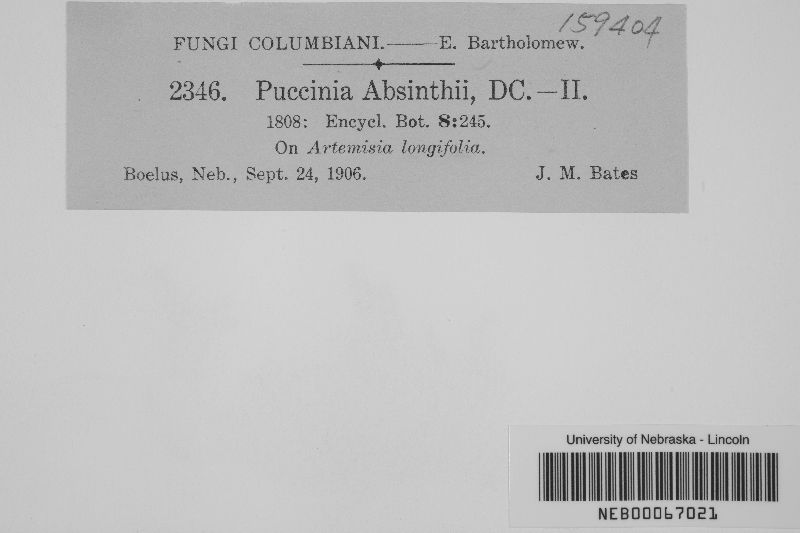 159404
FUNGI COLUMBIANI.——E. Bartholomew.
2346. Puccinia Absinthii, DC.—II.
1808: Encycl. Bot. 8:245.
On Artemisia longifolia.
Boelus, Neb., Sept. 24, 1906. J. M. Bates
University of Nebraska - Lincoln
NEB00067021